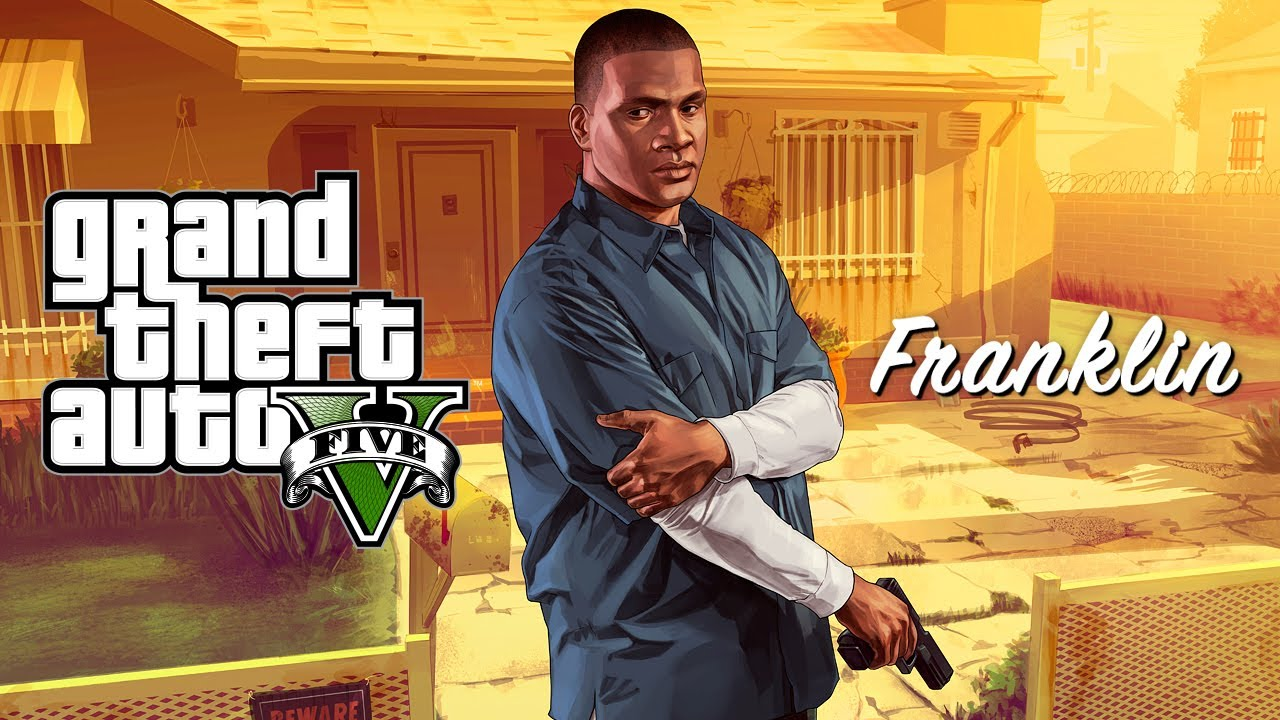 grand
theft
auto V
FIVE
Franklin
BEWARE